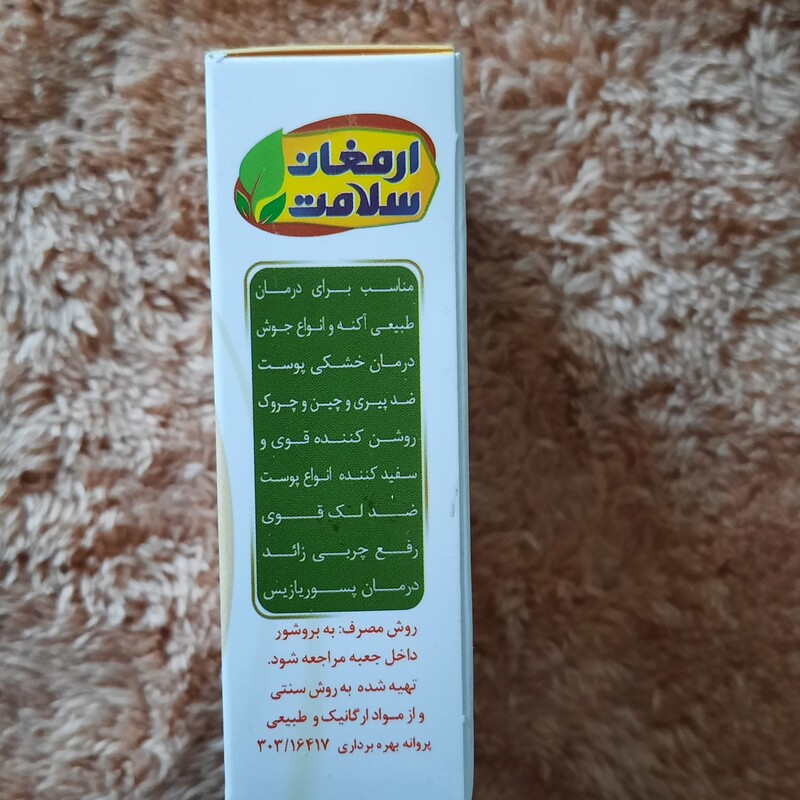 ارمغان
سلامت
مناسب برای درمان
طبیعی آکنه و انواع جوش
درمان خشکی پوست
ضد پیری و چین و چروک
روشن کننده قوی و
سفید کننده انواع پوست
ضد لک قوی
رفع چربی زائد
درمان پسوریازیس
روش مصرف: به بروشور
داخل جعبه مراجعه شود.
تهیه شده به روش سنتی
و از مواد ارگانیک و طبیعی
پروانه بهره برداری ۳۰۳/۱۶۴۱۷